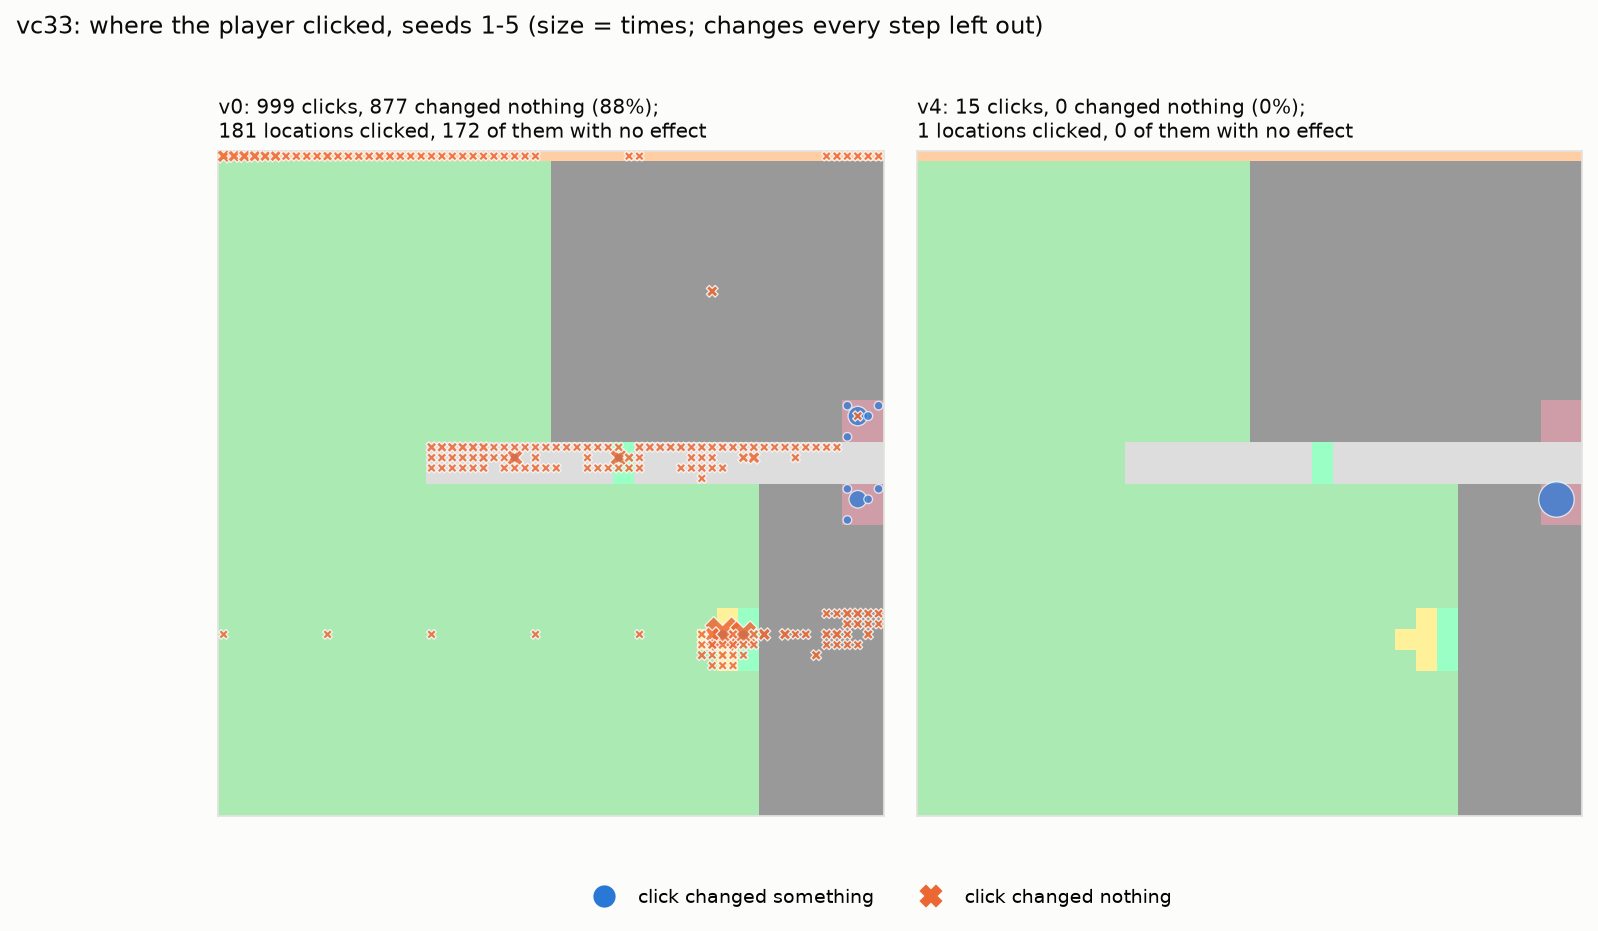 vc33: where the player clicked, seeds 1-5 (size = times; changes every step left out)
v0: 999 clicks, 877 changed nothing (88%);
181 locations clicked, 172 of them with no effect
v4: 15 clicks, 0 changed nothing (0%);
1 locations clicked, 0 of them with no effect
click changed something
click changed nothing